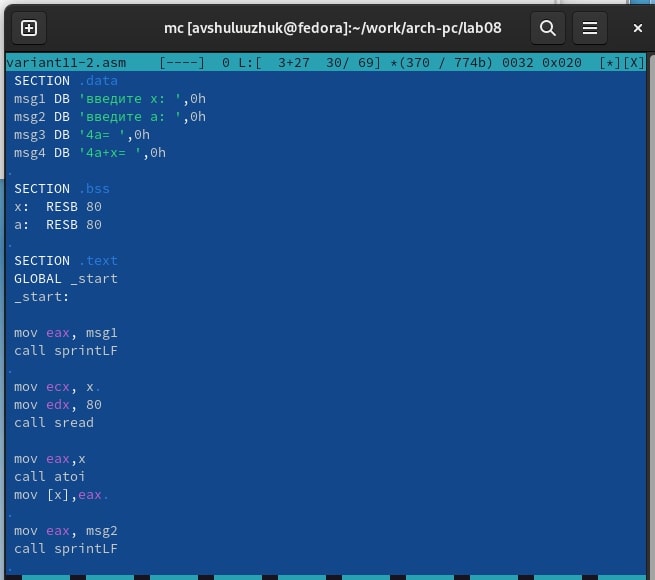 mc [avshuluuzhuk@fedora]:~/work/arch-pc/lab08
variant11-2.asm [----] 0 L:[ 3+27 30/ 69] *(370 / 774b) 0032 0x020 [*][X]
SECTION .data
msg1 DB 'введите x: ',0h
msg2 DB 'введите а: ',0h
msg3 DB '4a= ',0h
msg4 DB '4a+x= ',0h
.
SECTION .bss
x: RESB 80
a: RESB 80
.
SECTION .text
GLOBAL _start
_start:
mov eax, msg1
call sprintLF
.
mov ecx, x.
mov edx, 80
call sread
mov eax,x
call atoi
mov [x],eax.
.
mov eax, msg2
call sprintLF
.